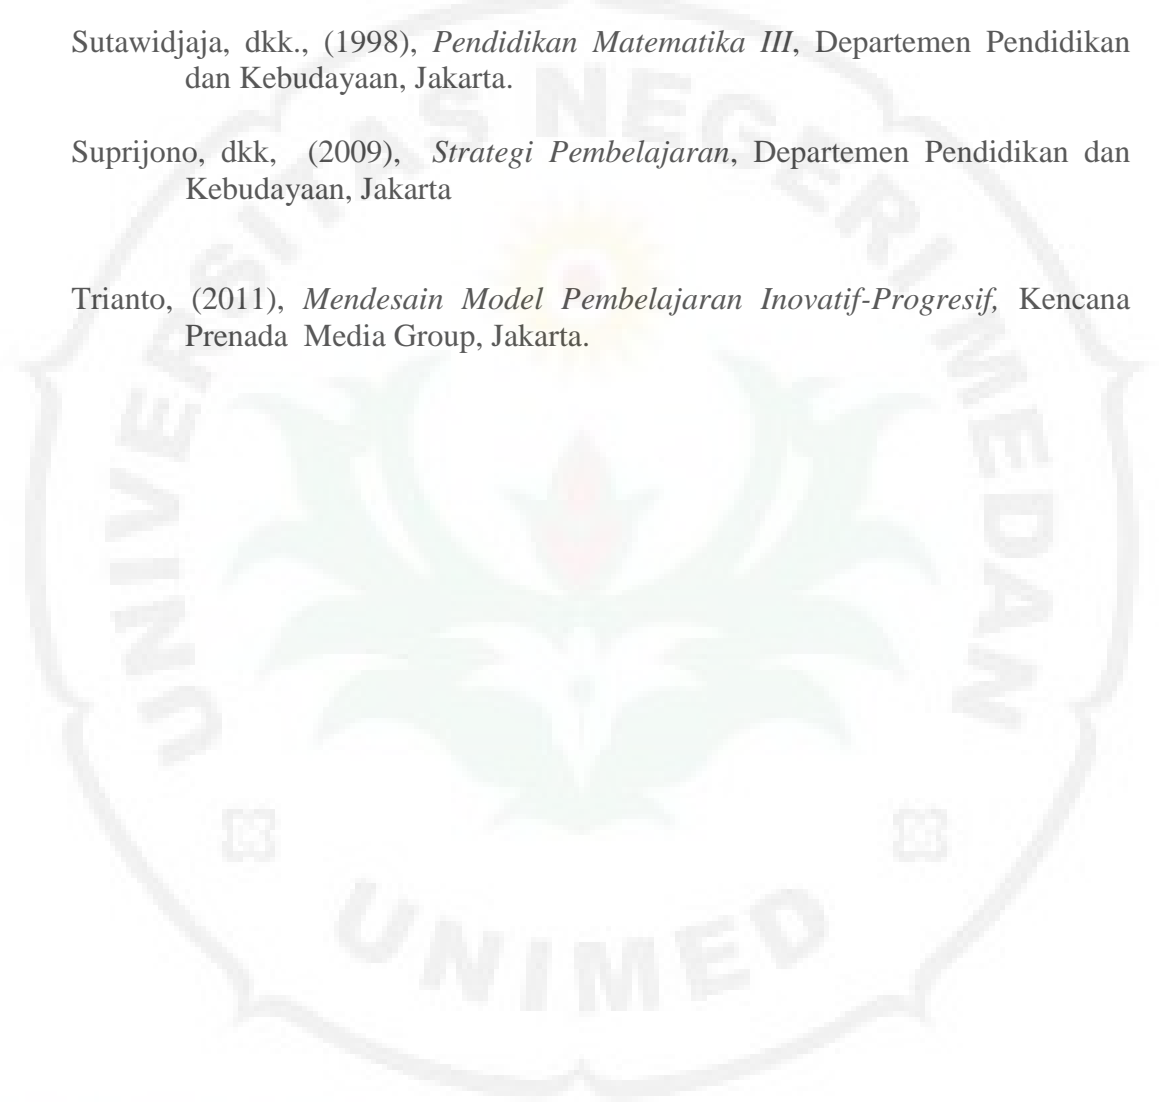 Sutawidjaja, dkk., (1998), Pendidikan Matematika III, Departemen Pendidikan
dan Kebudayaan, Jakarta.
Suprijono, dkk, (2009), Strategi Pembelajaran, Departemen Pendidikan dan
Kebudayaan, Jakarta
Trianto, (2011), Mendesain Model Pembelajaran Inovatif-Progresif, Kencana
Prenada Media Group, Jakarta.
UNIVERSITAS NEGERI MEDAN
UNIMED